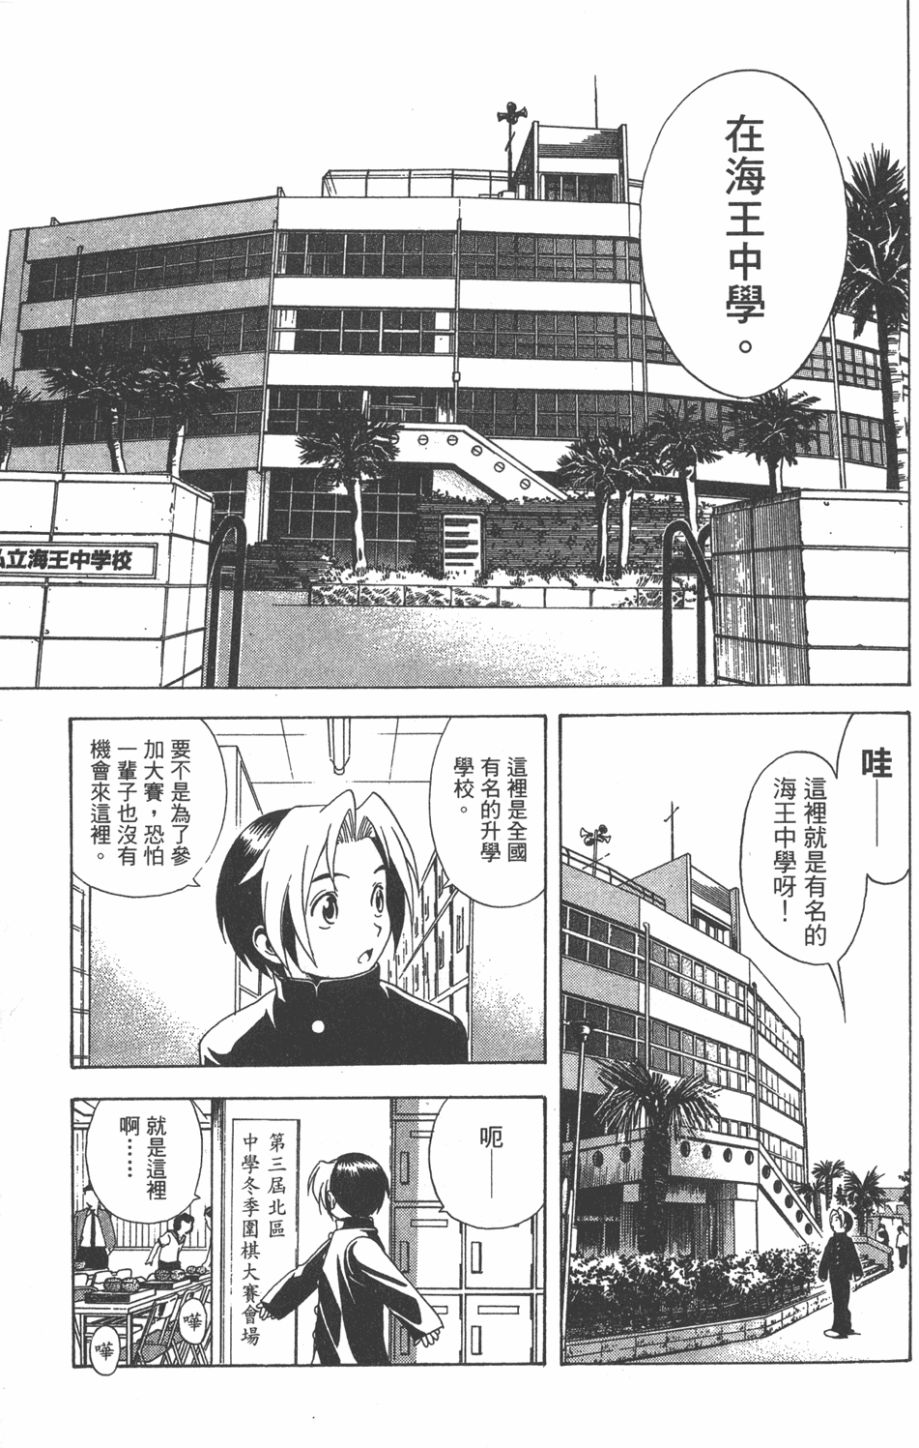 在海王中學。
私立海王中学校
哇——
這裡就是有名的
海王中學呀！
這裡是全國
有名的升學
學校。
要不是為了參
加大賽，恐怕
一輩子也沒有
機會來這裡。
呃——
第三屆北區
中學冬季圍棋大賽會場
就是這裡
啊……
嘩
嘩